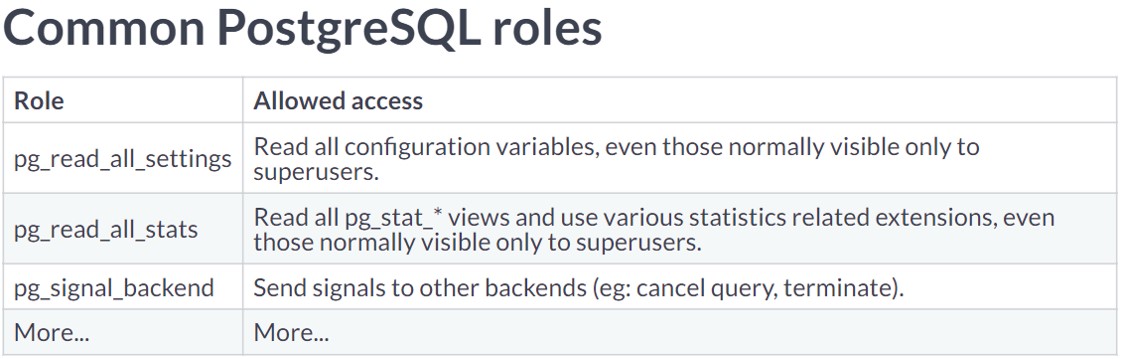 Common PostgreSQL roles
Role Allowed access
pg_read_all_settings Read all configuration variables, even those normally visible only to
superusers.
pg_read_all_stats Read all pg_stat_* views and use various statistics related extensions, even
those normally visible only to superusers.
pg_signal_backend Send signals to other backends (eg: cancel query, terminate).
More... More...